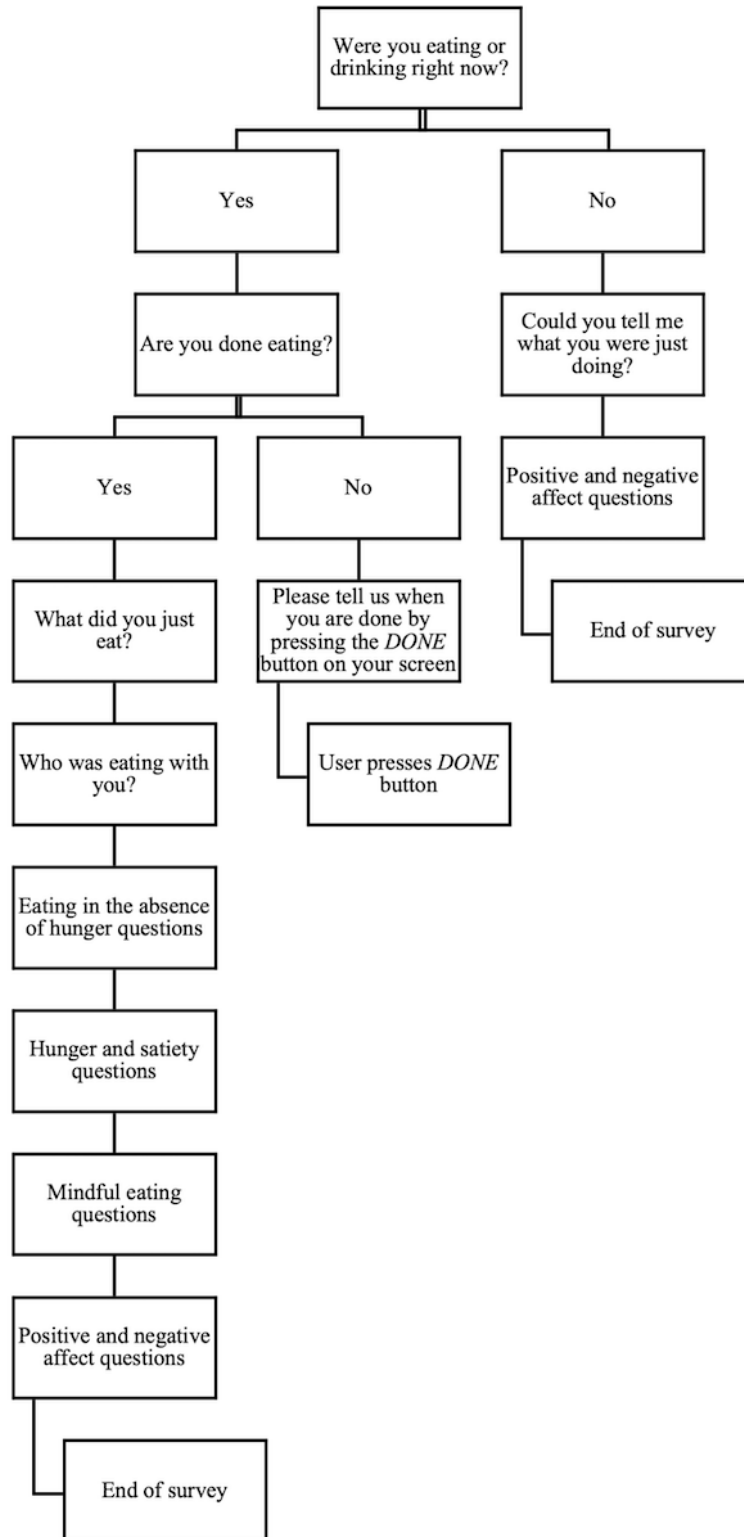 Were you eating or
drinking right now?
Yes
No
Are you done eating?
Could you tell me
what you were just
doing?
Yes
No
Positive and negative
affect questions
What did you just
eat?
Please tell us when
you are done by
pressing the DONE
button on your screen
End of survey
Who was eating with
you?
User presses DONE
button
Eating in the absence
of hunger questions
Hunger and satiety
questions
Mindful eating
questions
Positive and negative
affect questions
End of survey